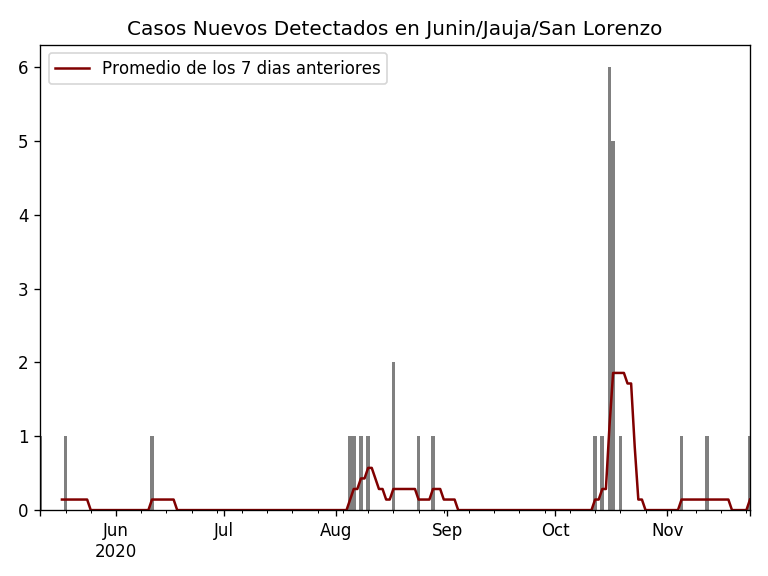 Casos Nuevos Detectados en Junin/Jauja/San Lorenzo
Promedio de los 7 dias anteriores
6
5
4
3
2
1
0
Jun Jul Aug Sep Oct Nov
2020